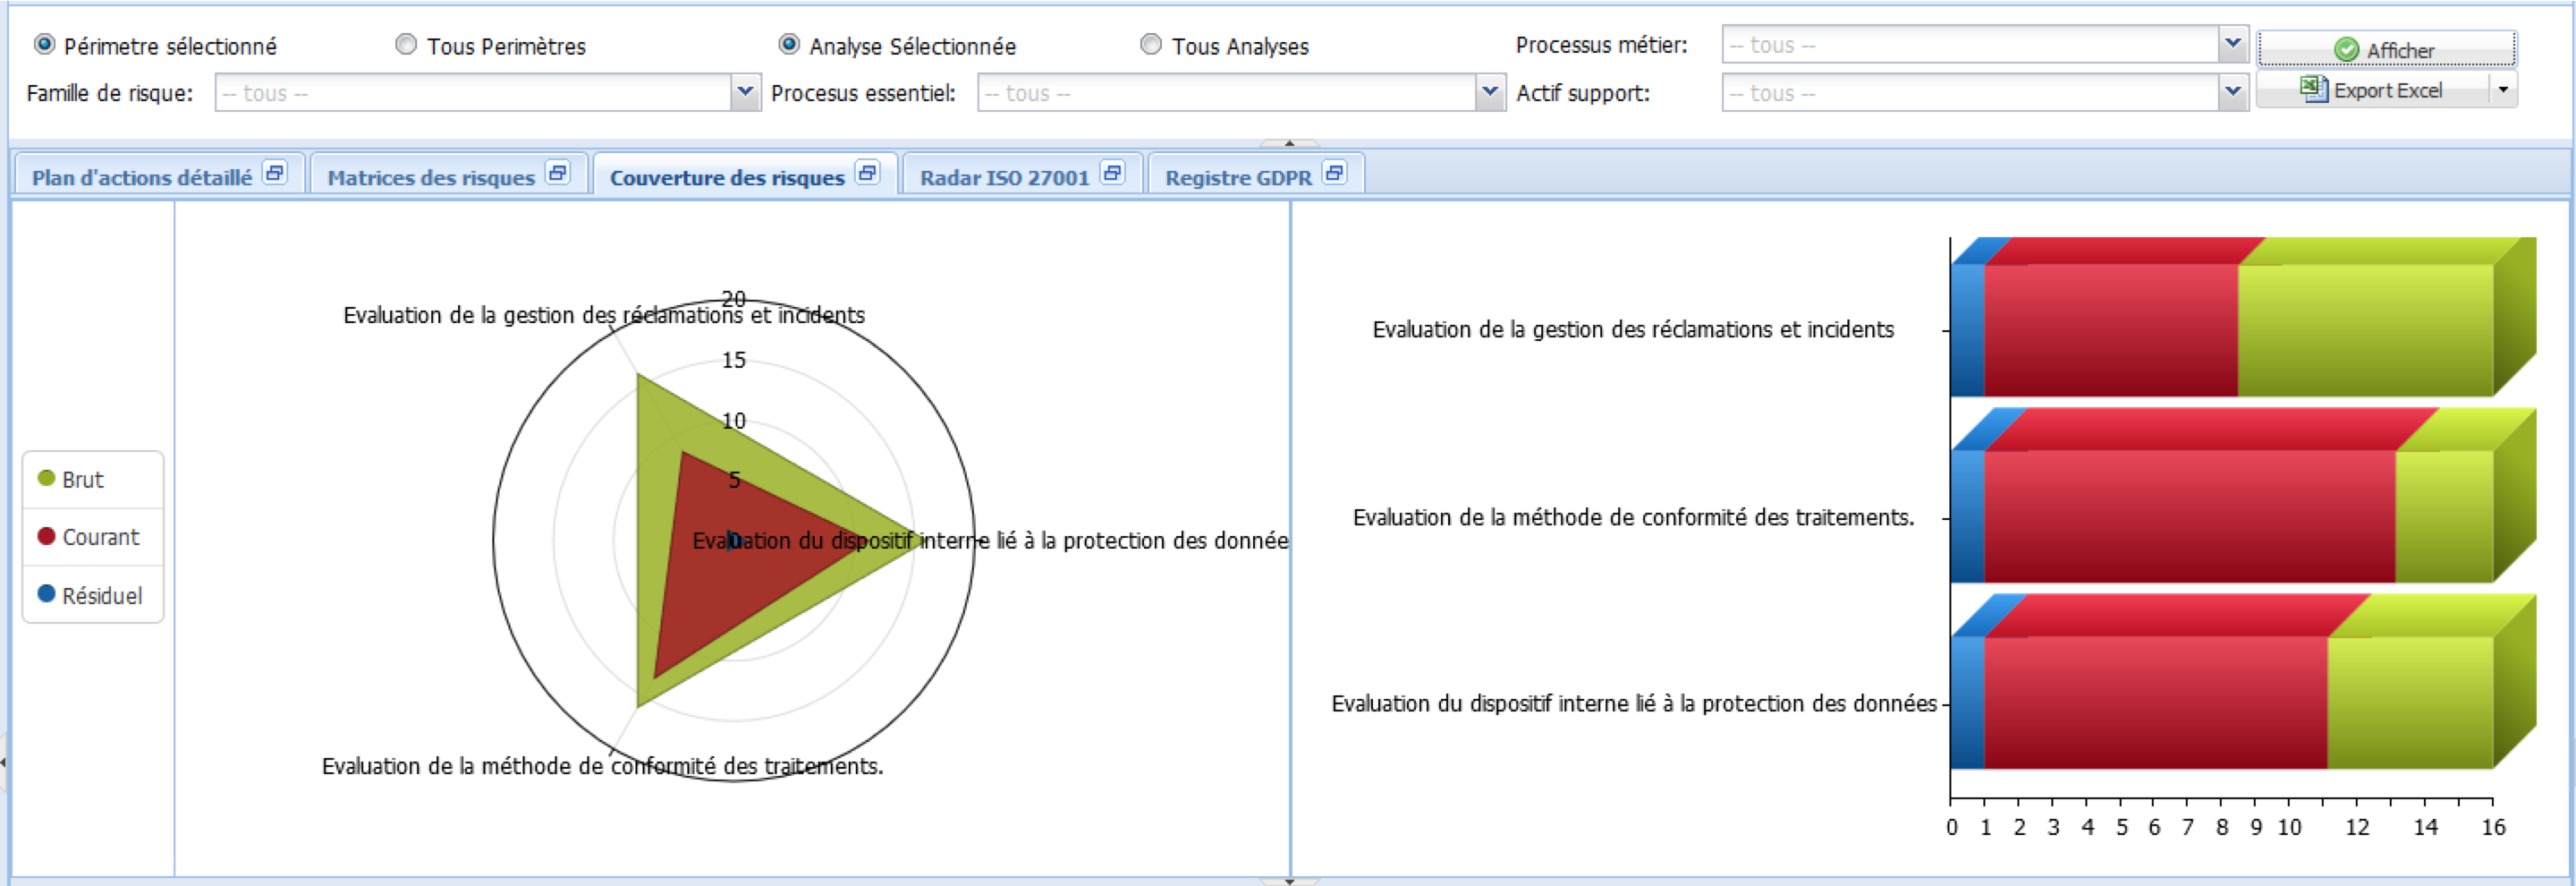 Périmetre sélectionné Tous Perimètres Analyse Sélectionnée Tous Analyses Processus métier: -- tous -- Afficher
Famille de risque: -- tous -- Procesus essentiel: -- tous -- Actif support: -- tous -- Export Excel
Plan d'actions détaillé Matrices des risques Couverture des risques Radar ISO 27001 Registre GDPR
Brut
Courant
Résiduel
20
Evaluation de la gestion des réclamations et incidents
15
10
5
0
Evaluation du dispositif interne lié à la protection des donnée
Evaluation de la méthode de conformité des traitements.
Evaluation de la gestion des réclamations et incidents
Evaluation de la méthode de conformité des traitements.
Evaluation du dispositif interne lié à la protection des données
0 1 2 3 4 5 6 7 8 9 10 12 14 16